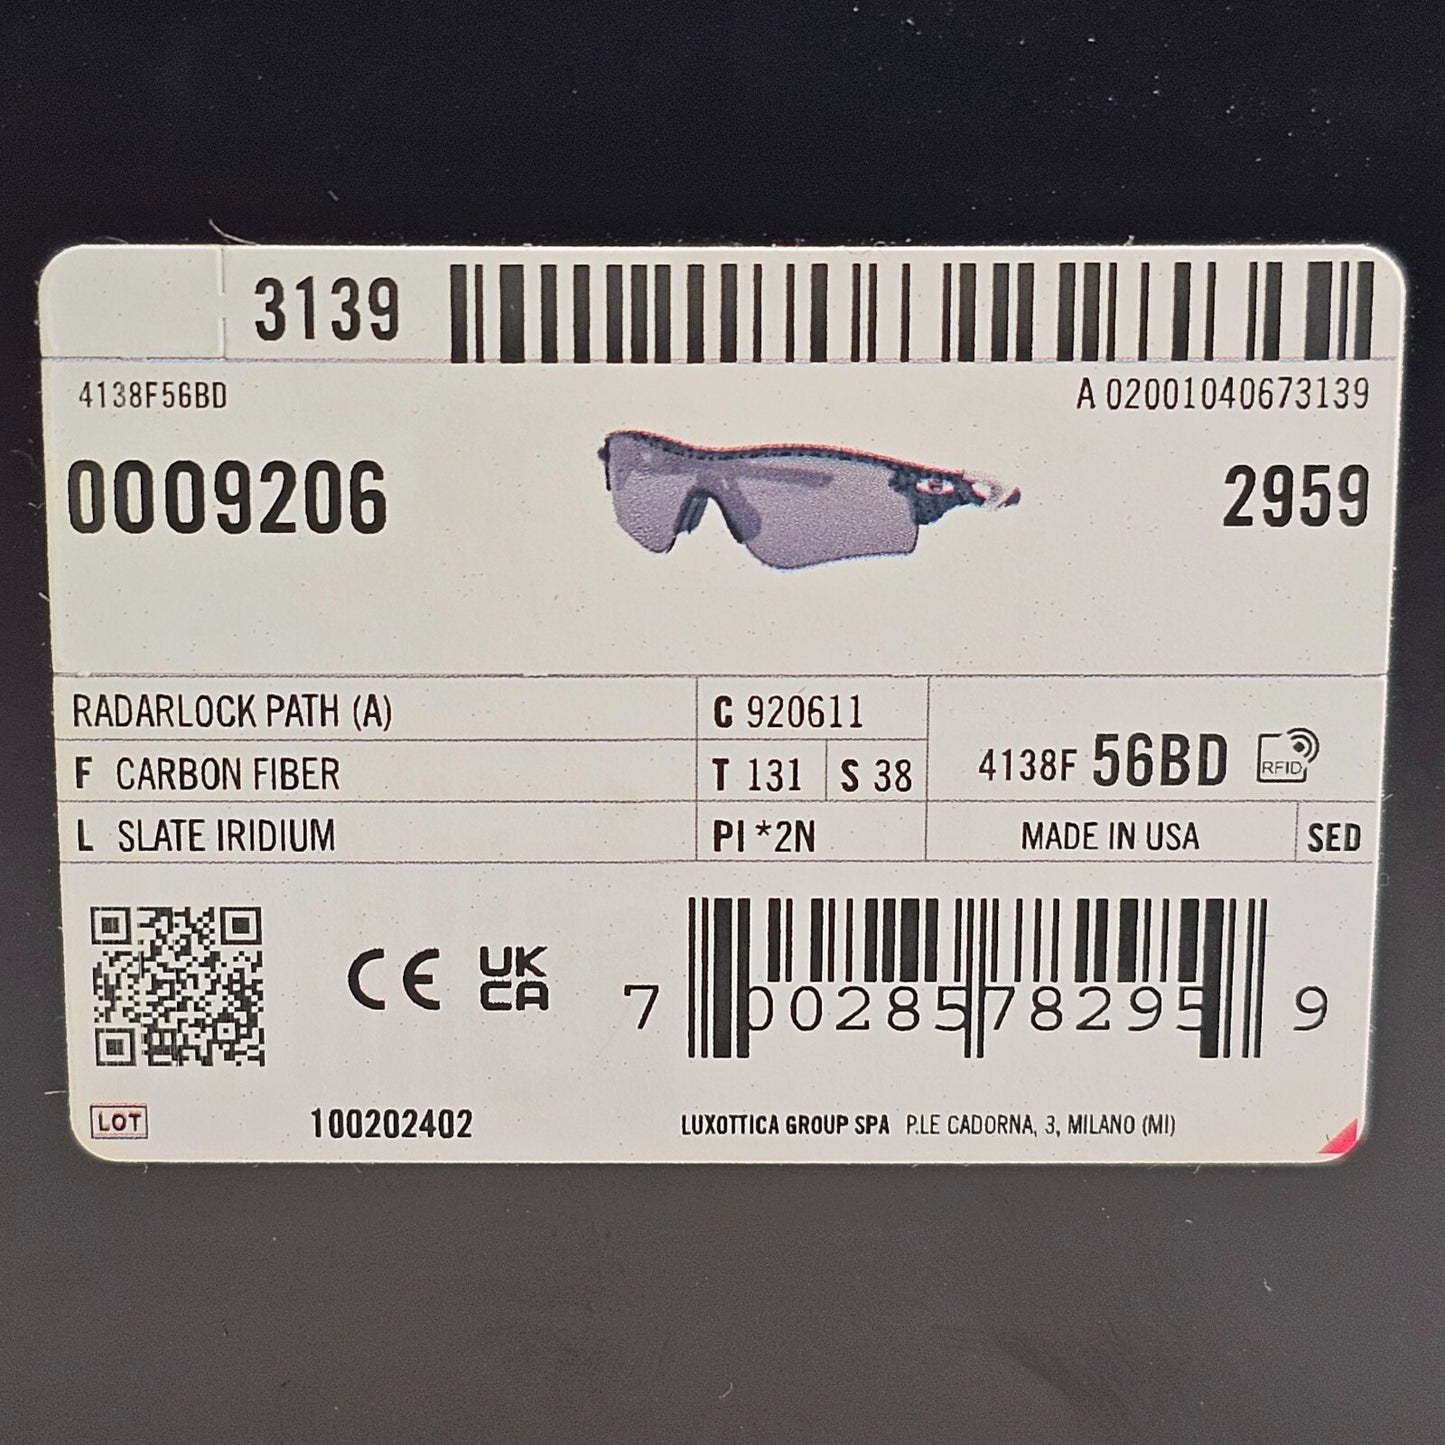 3139
4138F56BD
A 02001040673139
0009206
2959
RADARLOCK PATH (A)
C 920611
F CARBON FIBER
T 131
S 38
4138F 56BD
RFID
L SLATE IRIDIUM
PI *2N
MADE IN USA
SED
CE
UK
CA
7 00285 78295 9
LOT
100202402
LUXOTTICA GROUP SPA P.LE CADORNA, 3, MILANO (MI)